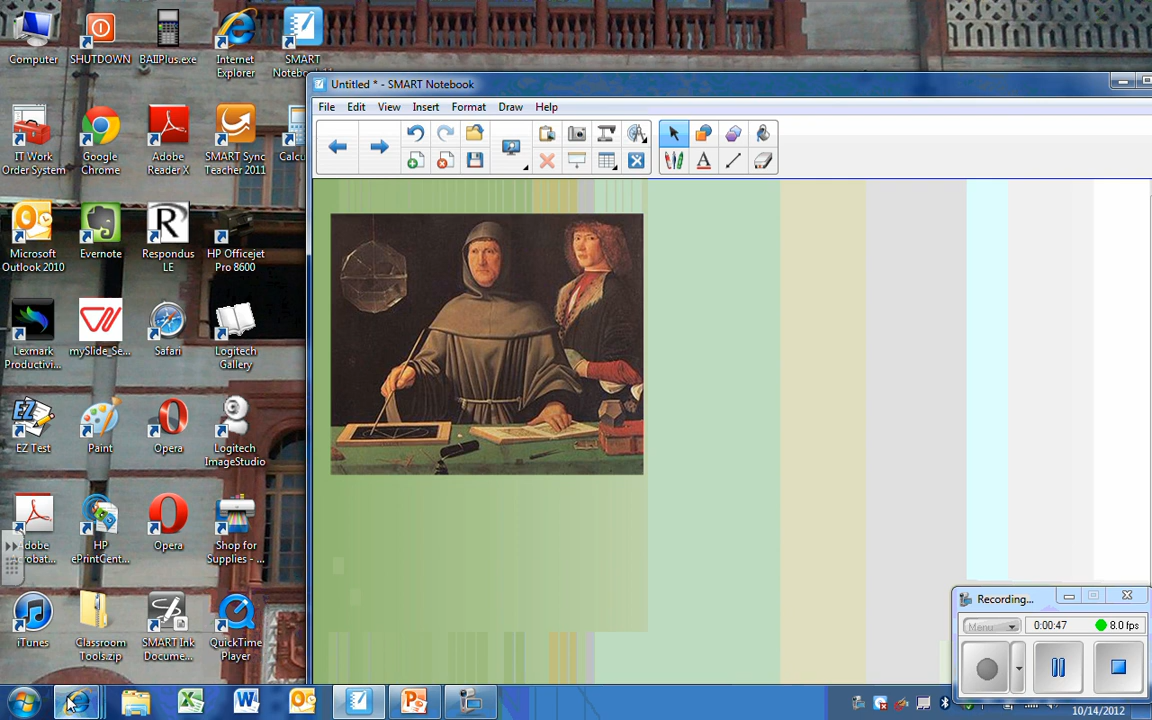 Computer
SHUTDOWN
BAIIPlus.exe
Internet
Explorer
SMART
Untitled * - SMART Notebook
File Edit View Insert Format Draw Help
IT Work
Order System
Google
Chrome
Adobe
Reader X
SMART Sync
Teacher 2011
Microsoft
Outlook 2010
Evernote
Respondus
LE
HP Officejet
Pro 8600
Lexmark
Productivi...
mySlide_Se...
Safari
Logitech
Gallery
EZ Test
Paint
Opera
Logitech
ImageStudio
HP
ePrintCent...
Opera
Shop for
Supplies - ...
iTunes
Classroom
Tools.zip
SMART Ink
Docume...
QuickTime
Player
Recording...
Menu
0:00:47
8.0 fps
10/14/2012